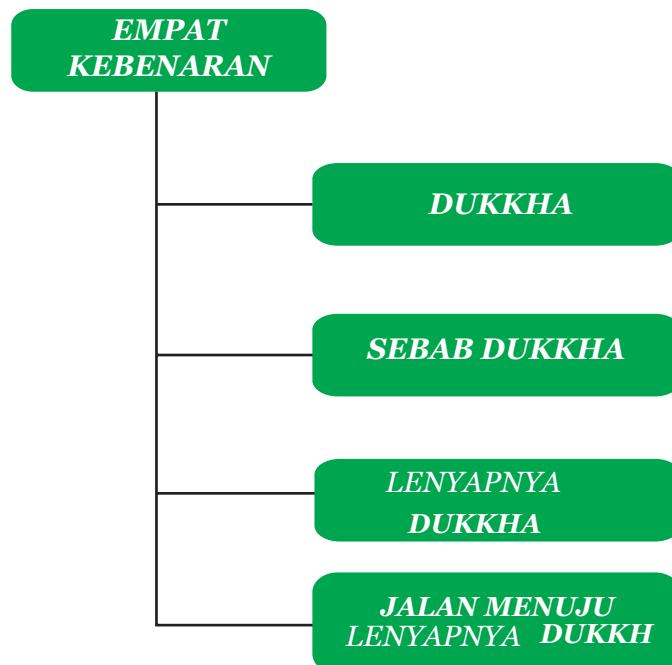 EMPAT
KEBENARAN
DUKKHA
SEBAB DUKKHA
LENYAPNYA
DUKKHA
JALAN MENUJU
LENYAPNYA DUKKH